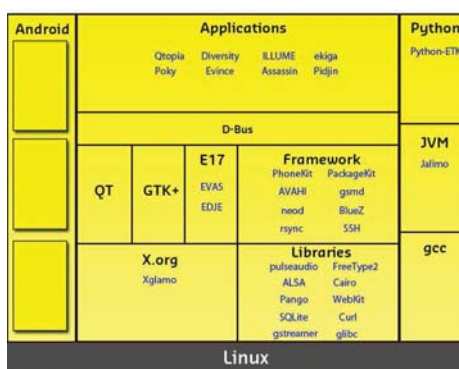 Android
Applications
Qtopia Diversity ILLUME ekiga
Poky Evince Assassin Pidjin
Python
Python-ETK
D-Bus
JVM
Jalimo
QT
GTK+
E17
EVAS
EDJE
Framework
PhoneKit PackageKit
AVAHI gsmd
neod BlueZ
rsync SSH
gcc
X.org
Xglamo
Libraries
pulseaudio FreeType2
ALSA Cairo
Pango WebKit
SQLite Curl
gstreamer glibc
Linux